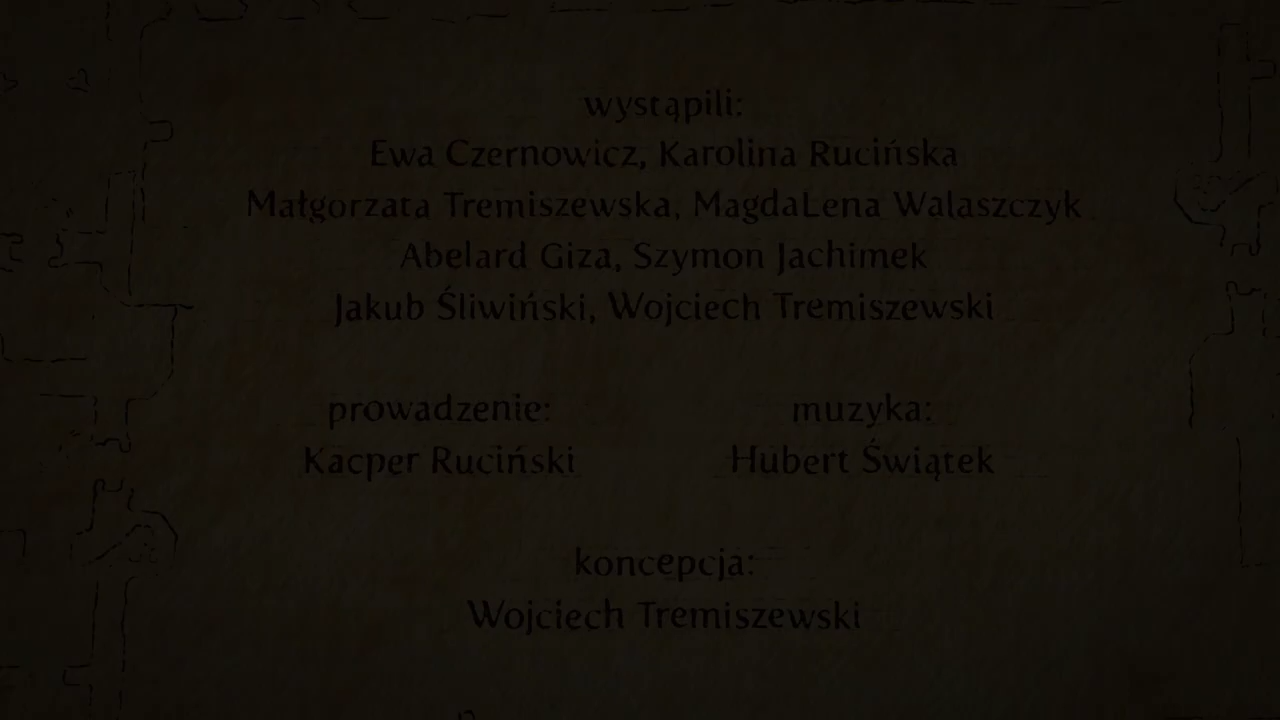 wystąpili:
Ewa Czernowicz, Karolina Rucińska
Małgorzata Tremiszewska, MagdaLena Walaszczyk
Abelard Giza, Szymon Jachimek
Jakub Śliwiński, Wojciech Tremiszewski
prowadzenie:
Kacper Ruciński
muzyka:
Hubert Świątek
koncepcja:
Wojciech Tremiszewski